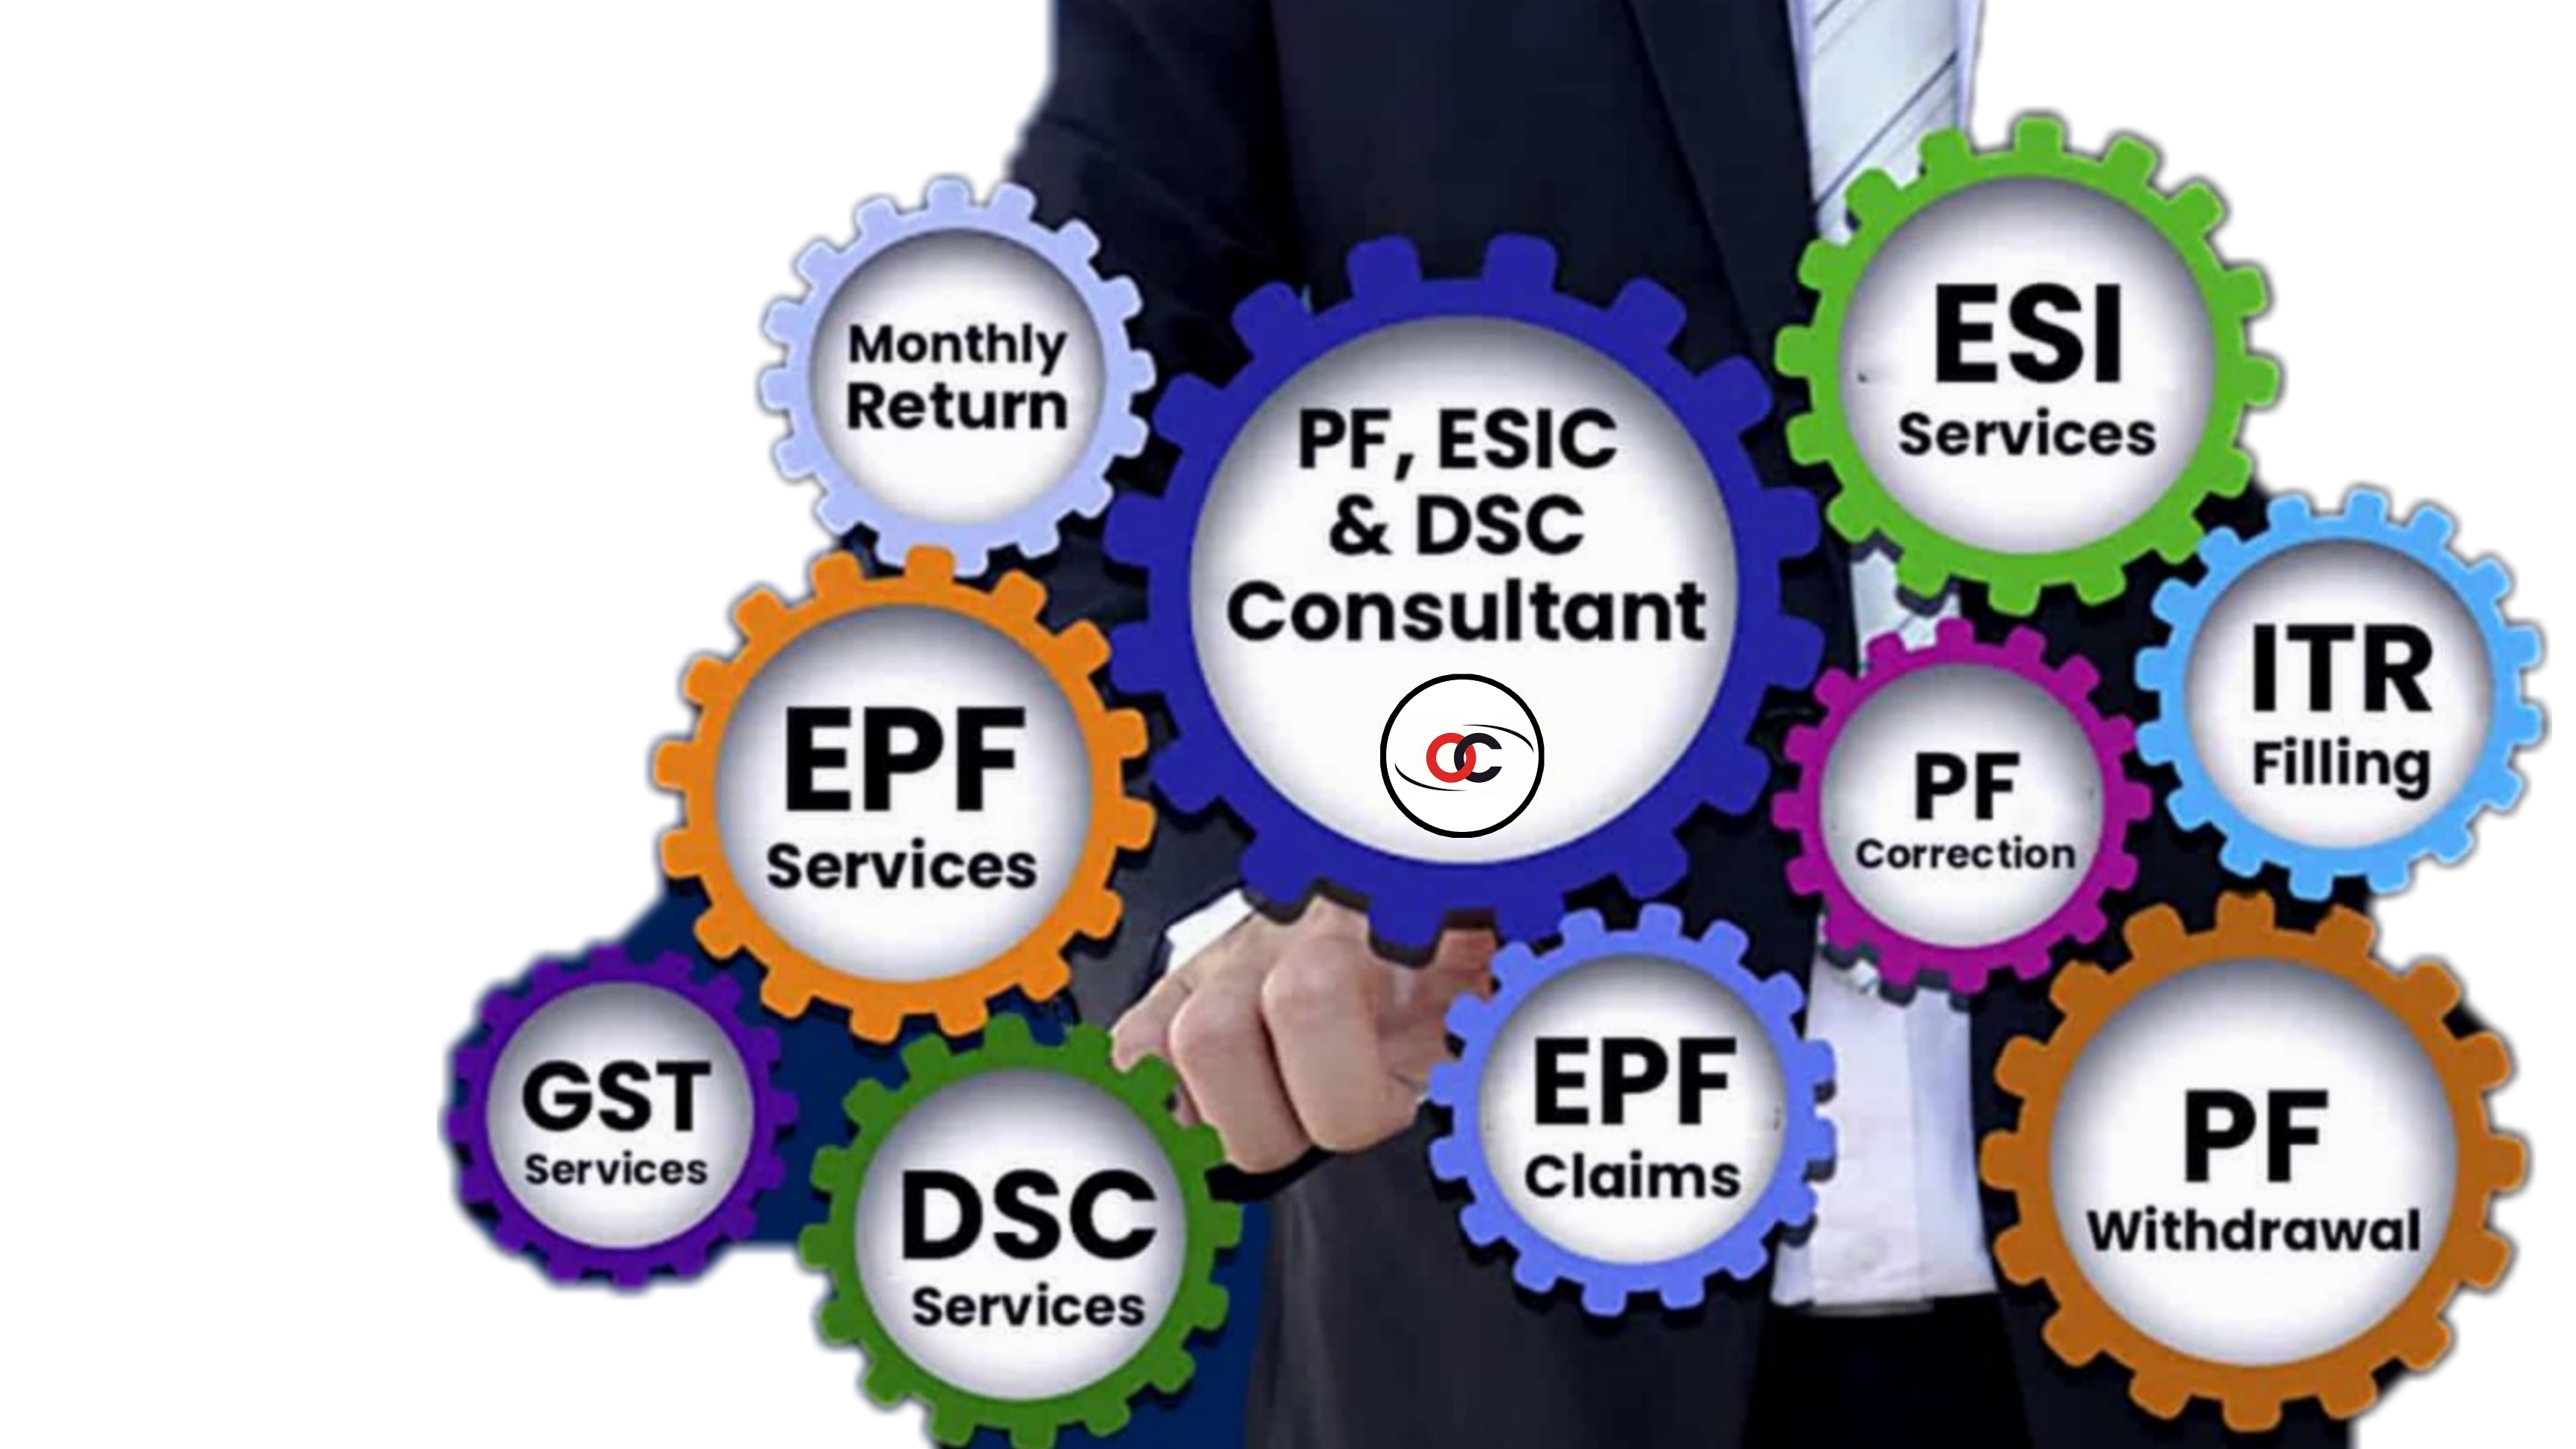 Monthly
Return
PF, ESIC
& DSC
Consultant
OC
ESI
Services
ITR
Filling
EPF
Services
PF
Correction
GST
Services
DSC
Services
EPF
Claims
PF
Withdrawal